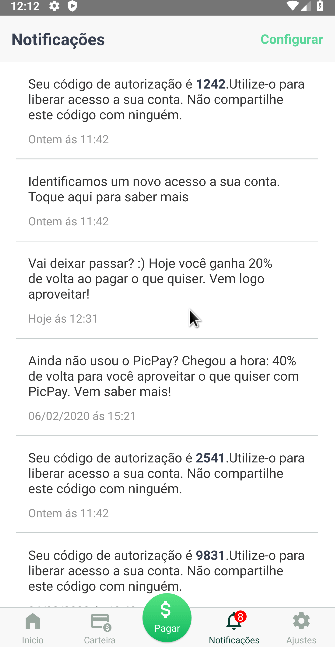 12:12
Notificações
Configurar
Seu código de autorização é 1242.Utilize-o para
liberar acesso a sua conta. Não compartilhe
este código com ninguém.
Ontem ás 11:42
Identificamos um novo acesso a sua conta.
Toque aqui para saber mais
Ontem ás 11:42
Vai deixar passar? :) Hoje você ganha 20%
de volta ao pagar o que quiser. Vem logo
aproveitar!
Hoje ás 12:31
Ainda não usou o PicPay? Chegou a hora: 40%
de volta para você aproveitar o que quiser com
PicPay. Vem saber mais!
06/02/2020 ás 15:21
Seu código de autorização é 2541.Utilize-o para
liberar acesso a sua conta. Não compartilhe
este código com ninguém.
Ontem ás 11:42
Seu código de autorização é 9831.Utilize-o para
liberar acesso a sua conta. Não compartilhe
este código com ninguém.
$
8
Início
Carteira
Pagar
Notificações
Ajustes